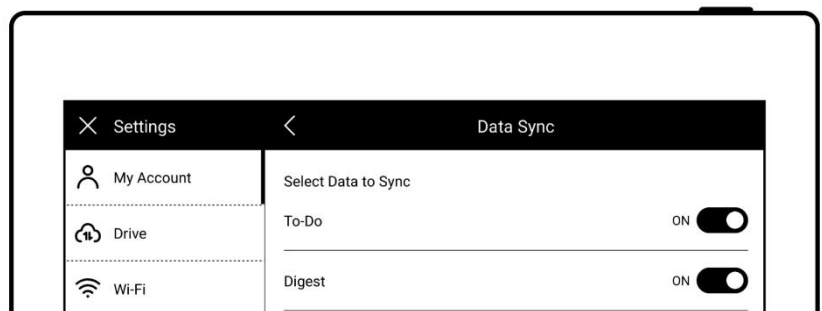 Settings
Data Sync
My Account
Select Data to Sync
To-Do ON
Drive
Digest ON
Wi-Fi